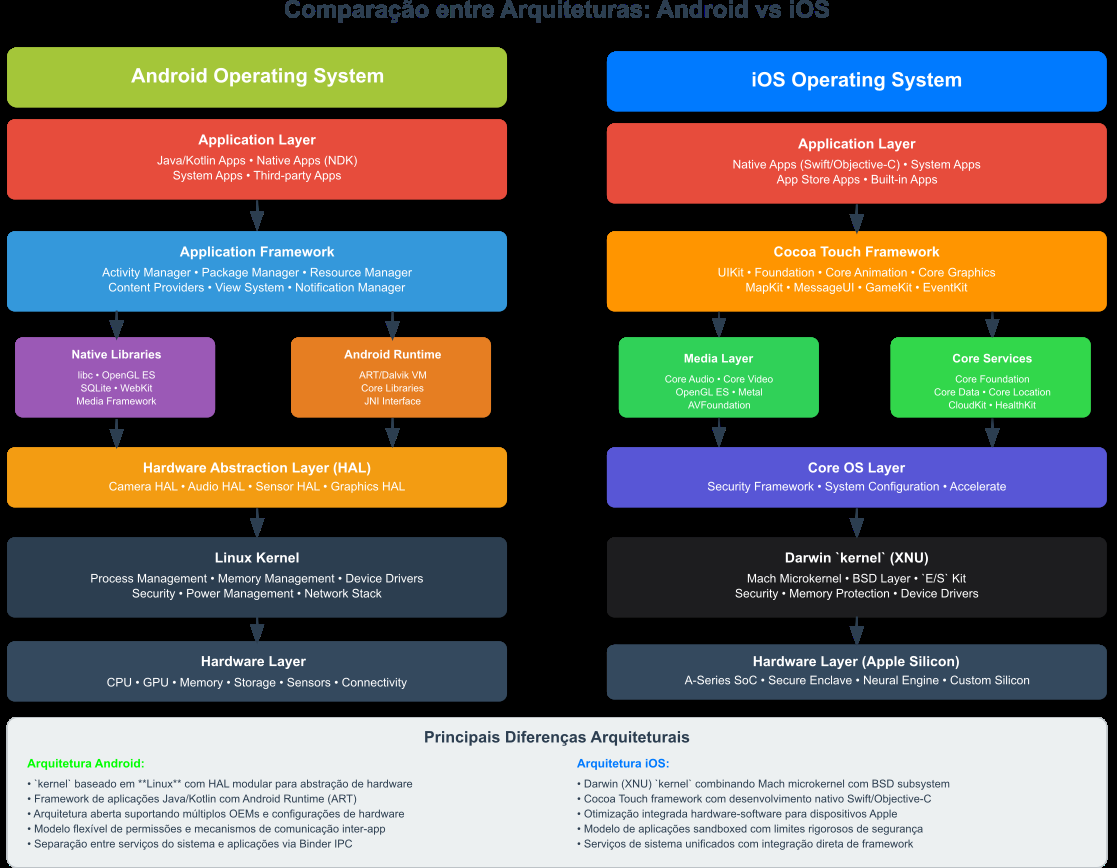 Comparação entre Arquiteturas: Android vs iOS
Android Operating System
Application Layer
Java/Kotlin Apps • Native Apps (NDK)
System Apps • Third-party Apps
Application Framework
Activity Manager • Package Manager • Resource Manager
Content Providers • View System • Notification Manager
Native Libraries
libc • OpenGL ES
SQLite • WebKit
Media Framework
Android Runtime
ART/Dalvik VM
Core Libraries
JNI Interface
Hardware Abstraction Layer (HAL)
Camera HAL • Audio HAL • Sensor HAL • Graphics HAL
Linux Kernel
Process Management • Memory Management • Device Drivers
Security • Power Management • Network Stack
Hardware Layer
CPU • GPU • Memory • Storage • Sensors • Connectivity
iOS Operating System
Application Layer
Native Apps (Swift/Objective-C) • System Apps
App Store Apps • Built-in Apps
Cocoa Touch Framework
UIKit • Foundation • Core Animation • Core Graphics
MapKit • MessageUI • GameKit • EventKit
Media Layer
Core Audio • Core Video
OpenGL ES • Metal
AVFoundation
Core Services
Core Foundation
Core Data • Core Location
CloudKit • HealthKit
Core OS Layer
Security Framework • System Configuration • Accelerate
Darwin `kernel` (XNU)
Mach Microkernel • BSD Layer • `E/S` Kit
Security • Memory Protection • Device Drivers
Hardware Layer (Apple Silicon)
A-Series SoC • Secure Enclave • Neural Engine • Custom Silicon
Principais Diferenças Arquiteturais
Arquitetura Android:
• `kernel` baseado em **Linux** com HAL modular para abstração de hardware
• Framework de aplicações Java/Kotlin com Android Runtime (ART)
• Arquitetura aberta suportando múltiplos OEMs e configurações de hardware
• Modelo flexível de permissões e mecanismos de comunicação inter-app
• Separação entre serviços do sistema e aplicações via Binder IPC
Arquitetura iOS:
• Darwin (XNU) `kernel` combinando Mach microkernel com BSD subsystem
• Cocoa Touch framework com desenvolvimento nativo Swift/Objective-C
• Otimização integrada hardware-software para dispositivos Apple
• Modelo de aplicações sandboxed com limites rigorosos de segurança
• Serviços de sistema unificados com integração direta de framework